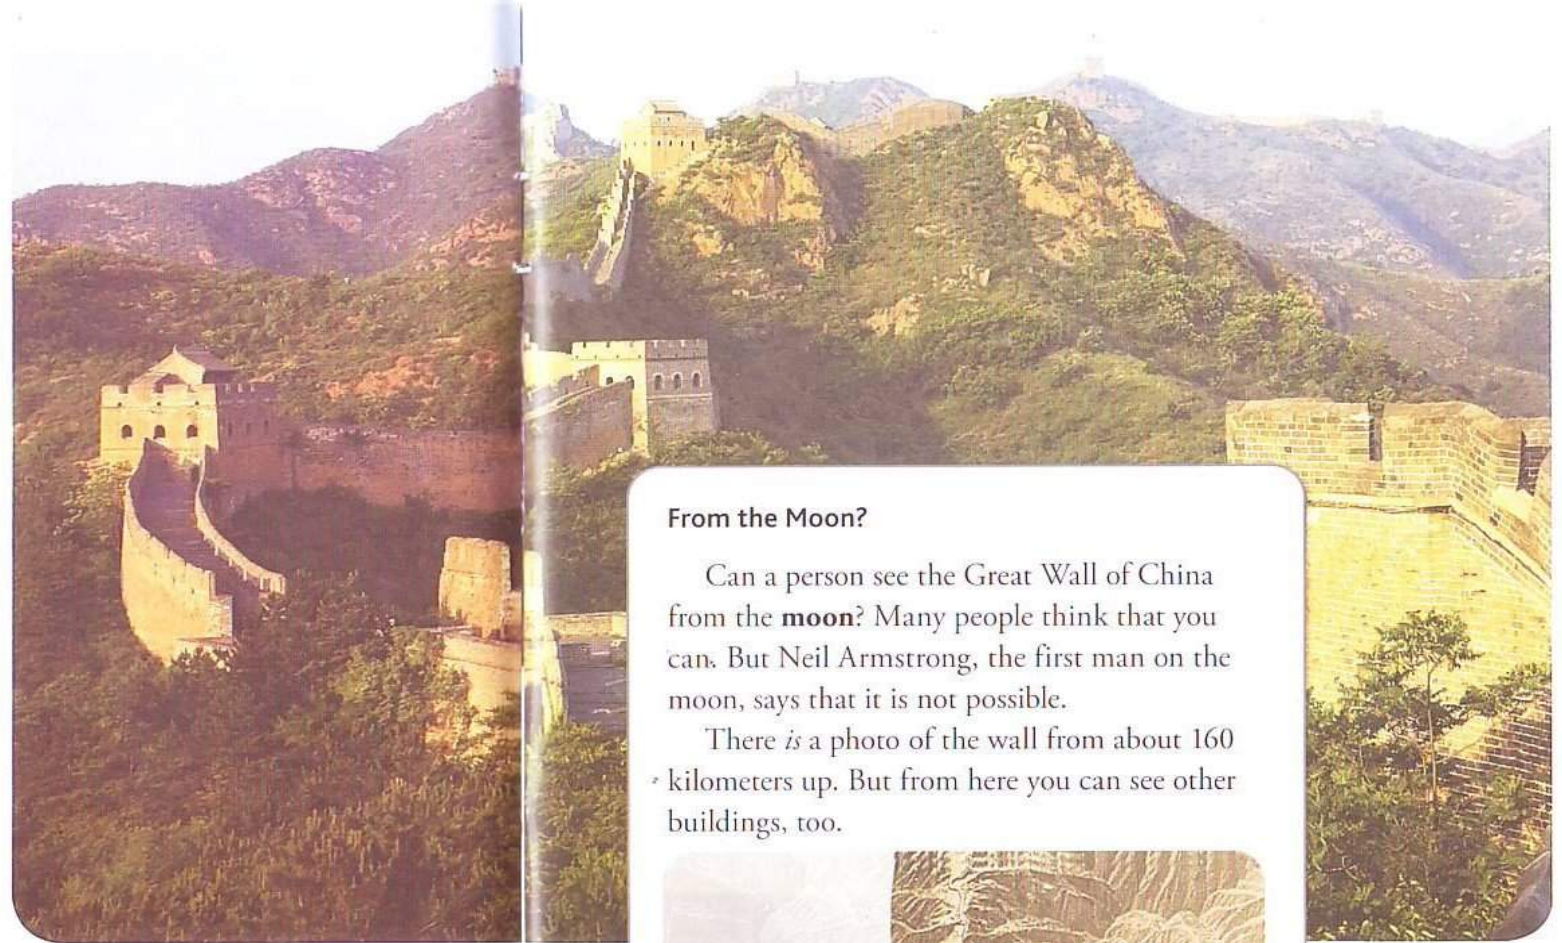 From the Moon?
Can a person see the Great Wall of China
from the moon? Many people think that you
can. But Neil Armstrong, the first man on the
moon, says that it is not possible.
There is a photo of the wall from about 160
kilometers up. But from here you can see other
buildings, too.